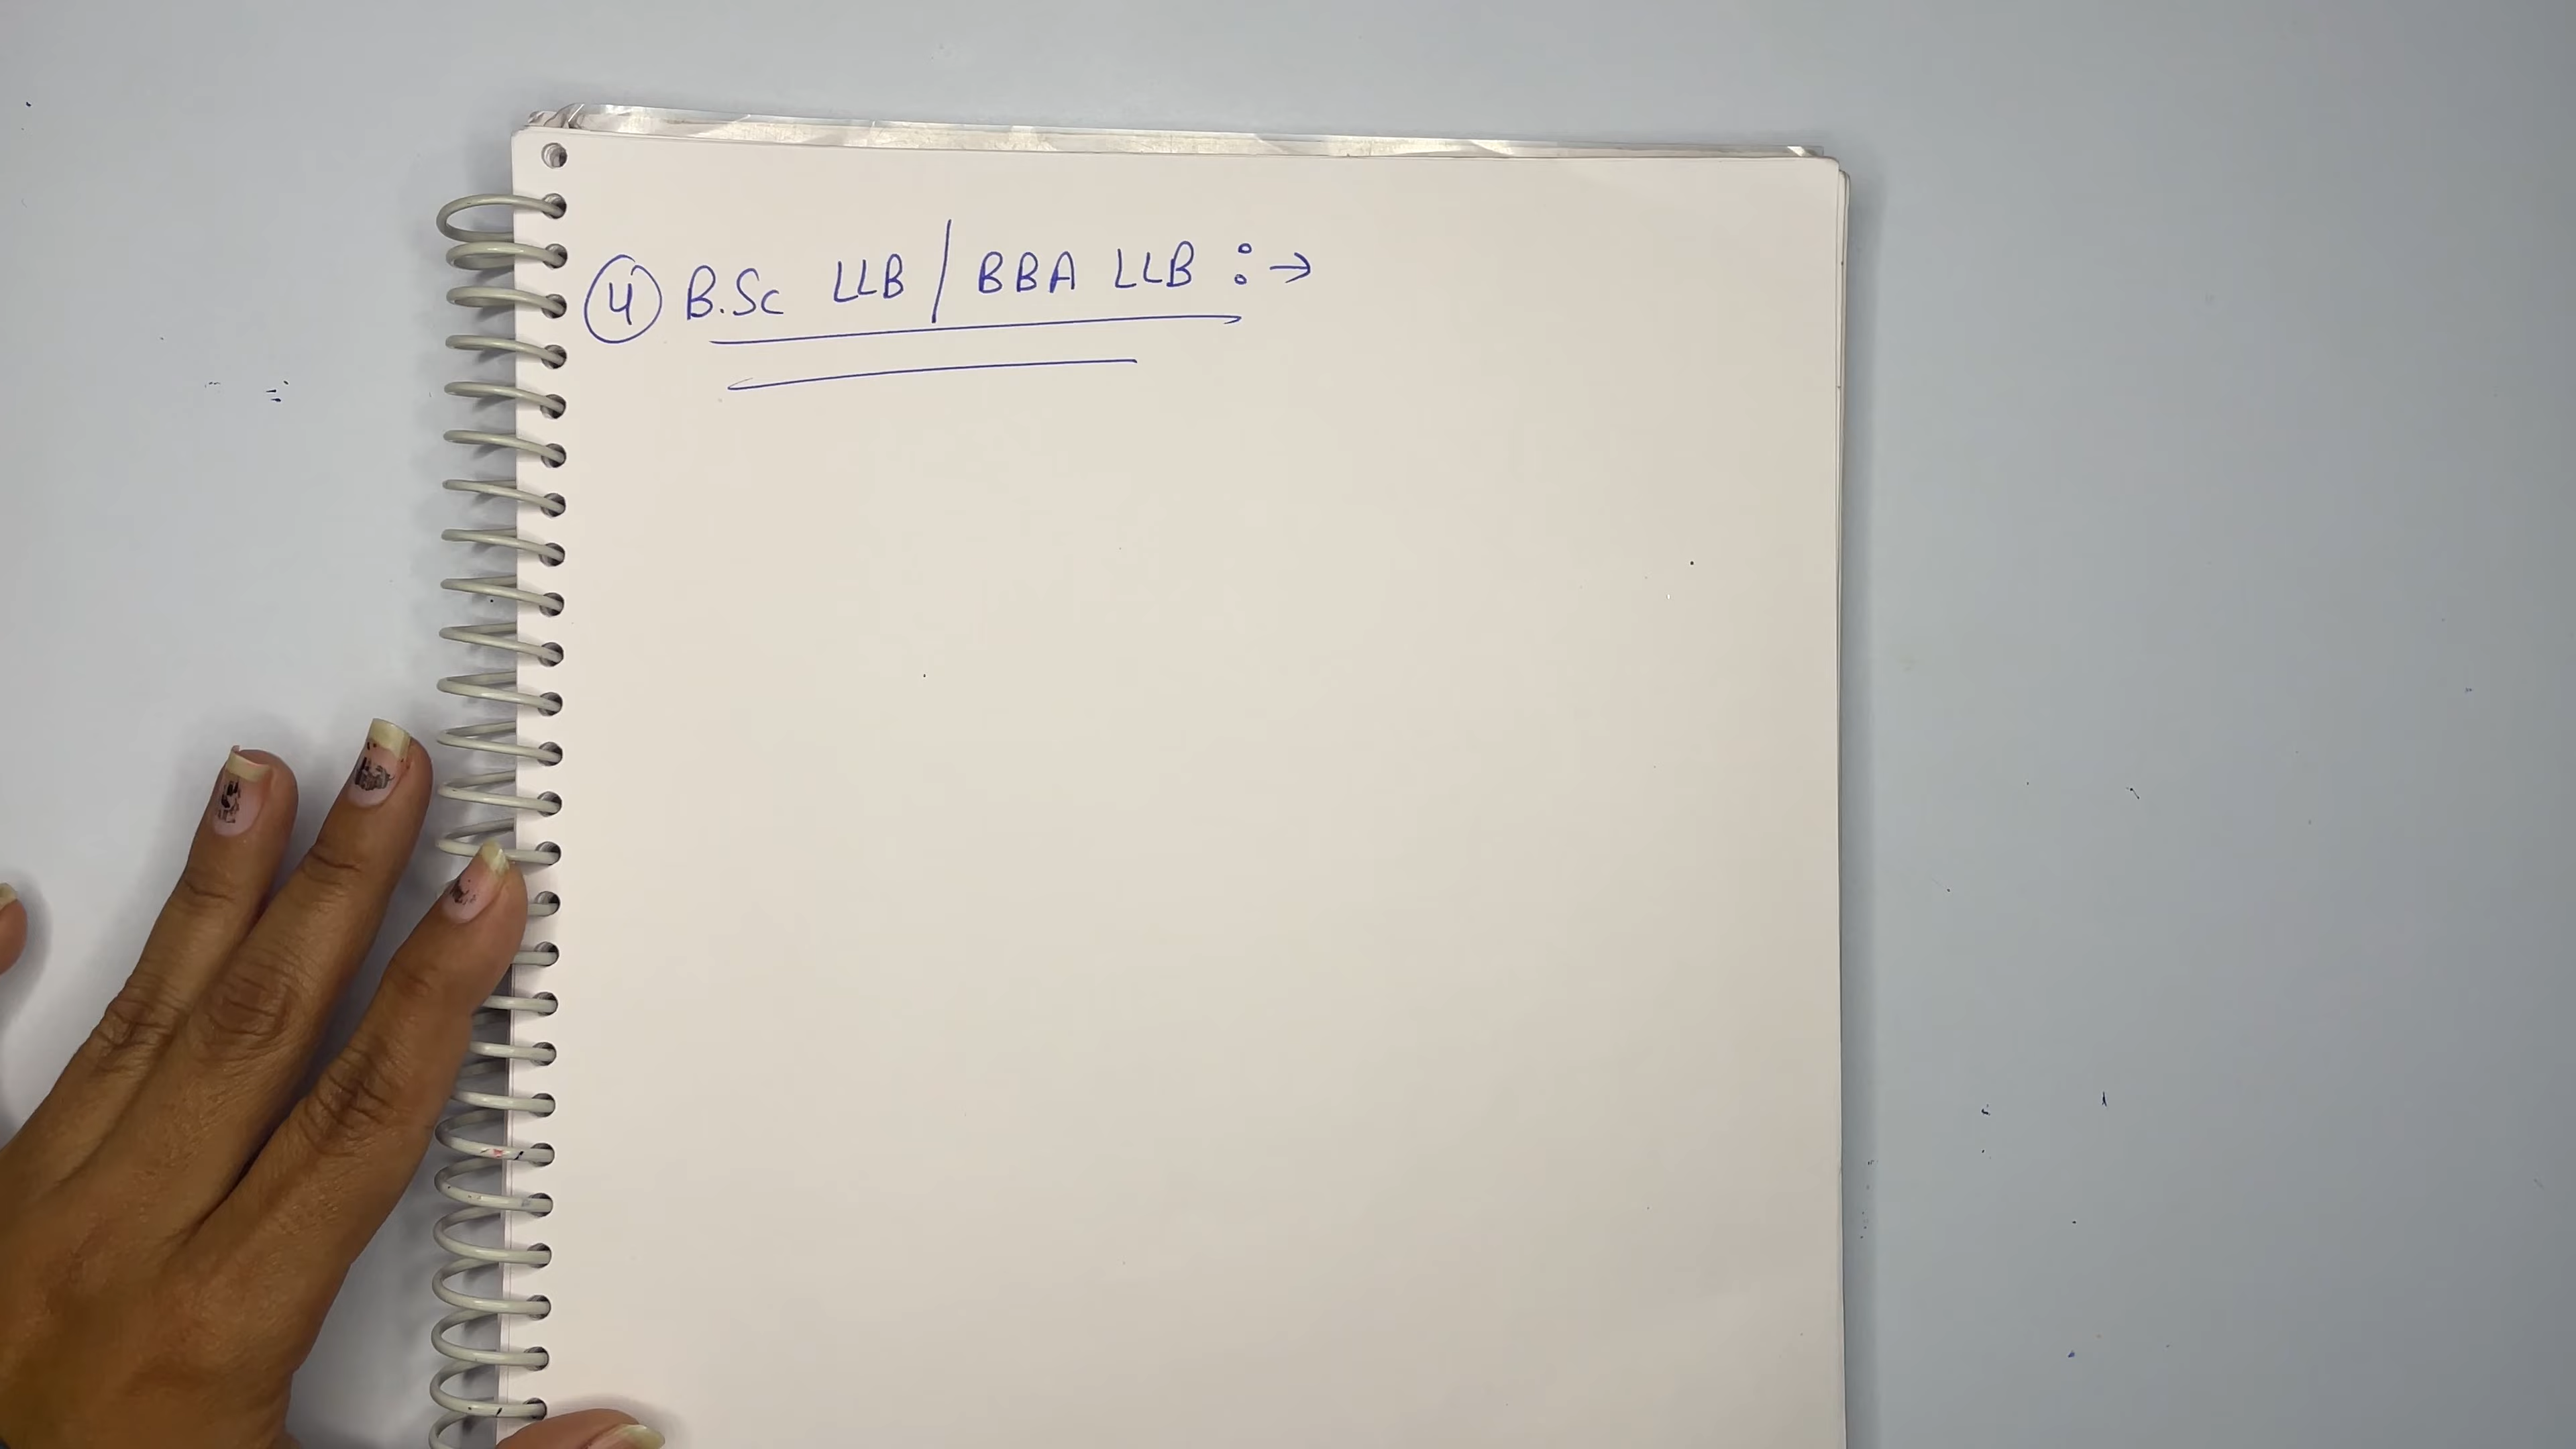 ④ B.Sc LLB / BBA LLB :→